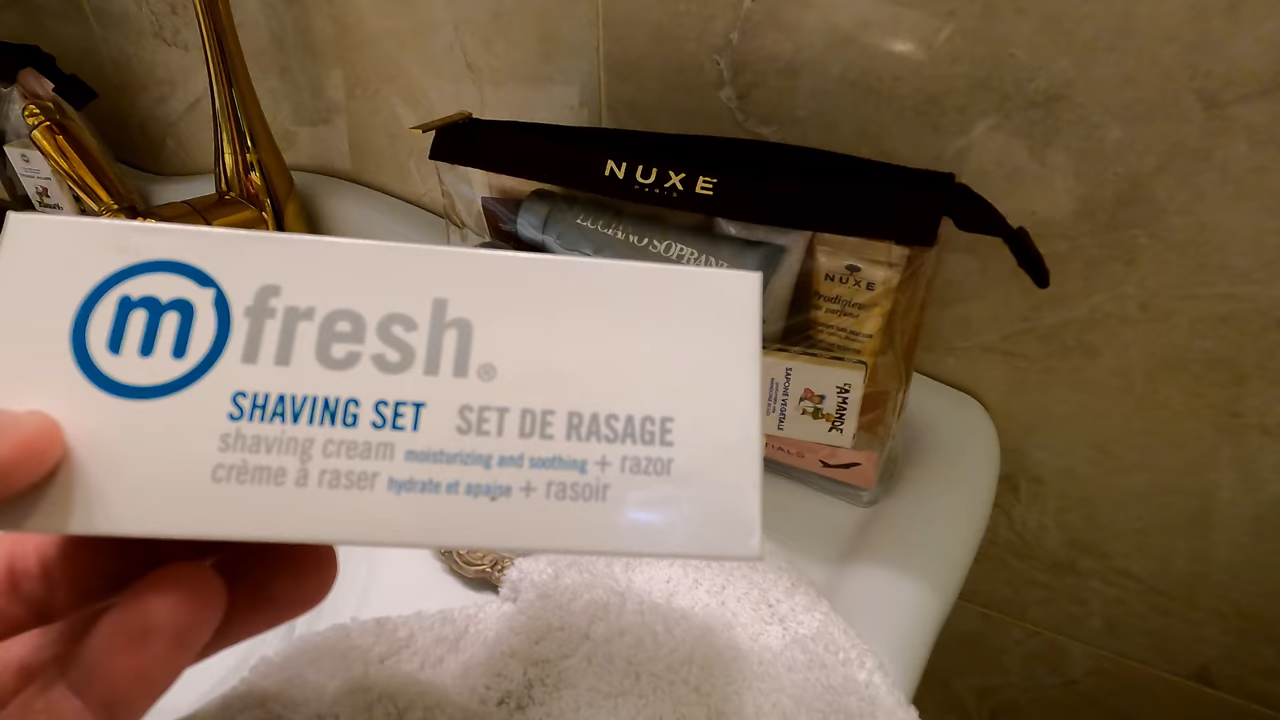 NUXE
PARIS
LUCIANO SOPRANI
NUXE
Prodigieux
m fresh®
SHAVING SET SET DE RASAGE
shaving cream moisturizing and soothing + razor
crème à raser hydrate et apaise + rasoir
L'AMANDE
SAPONE VEGETALE